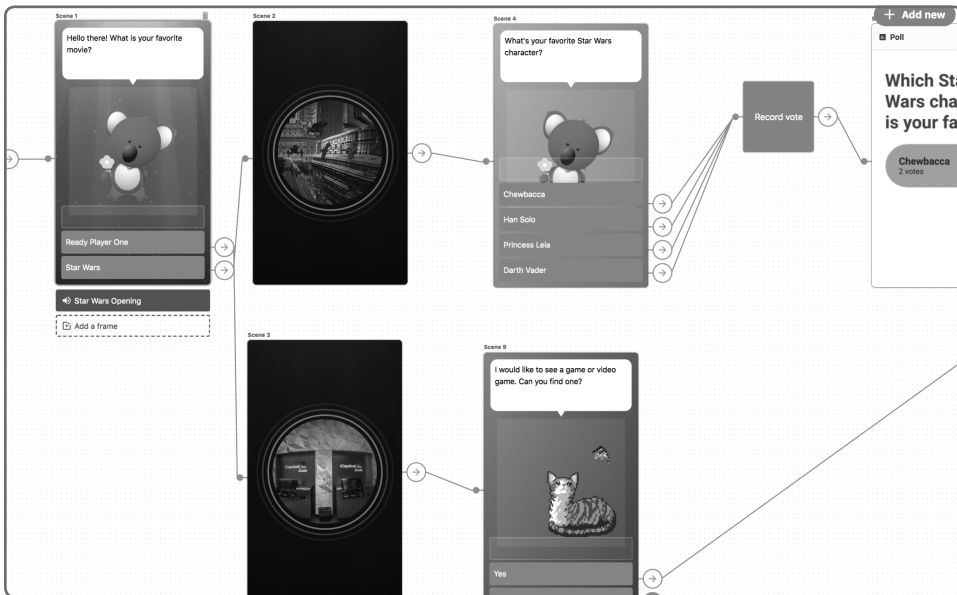 Scene 1
Hello there! What is your favorite
movie?
Ready Player One
Star Wars
Star Wars Opening
Add a frame
Scene 2
Scene 4
What's your favorite Star Wars
character?
Chewbacca
Han Solo
Princess Leia
Darth Vader
Record vote
Add new
Poll
Which Sta
Wars cha
is your fa
Chewbacca
2 votes
Scene 3
Scene 9
I would like to see a game or video
game. Can you find one?
Yes